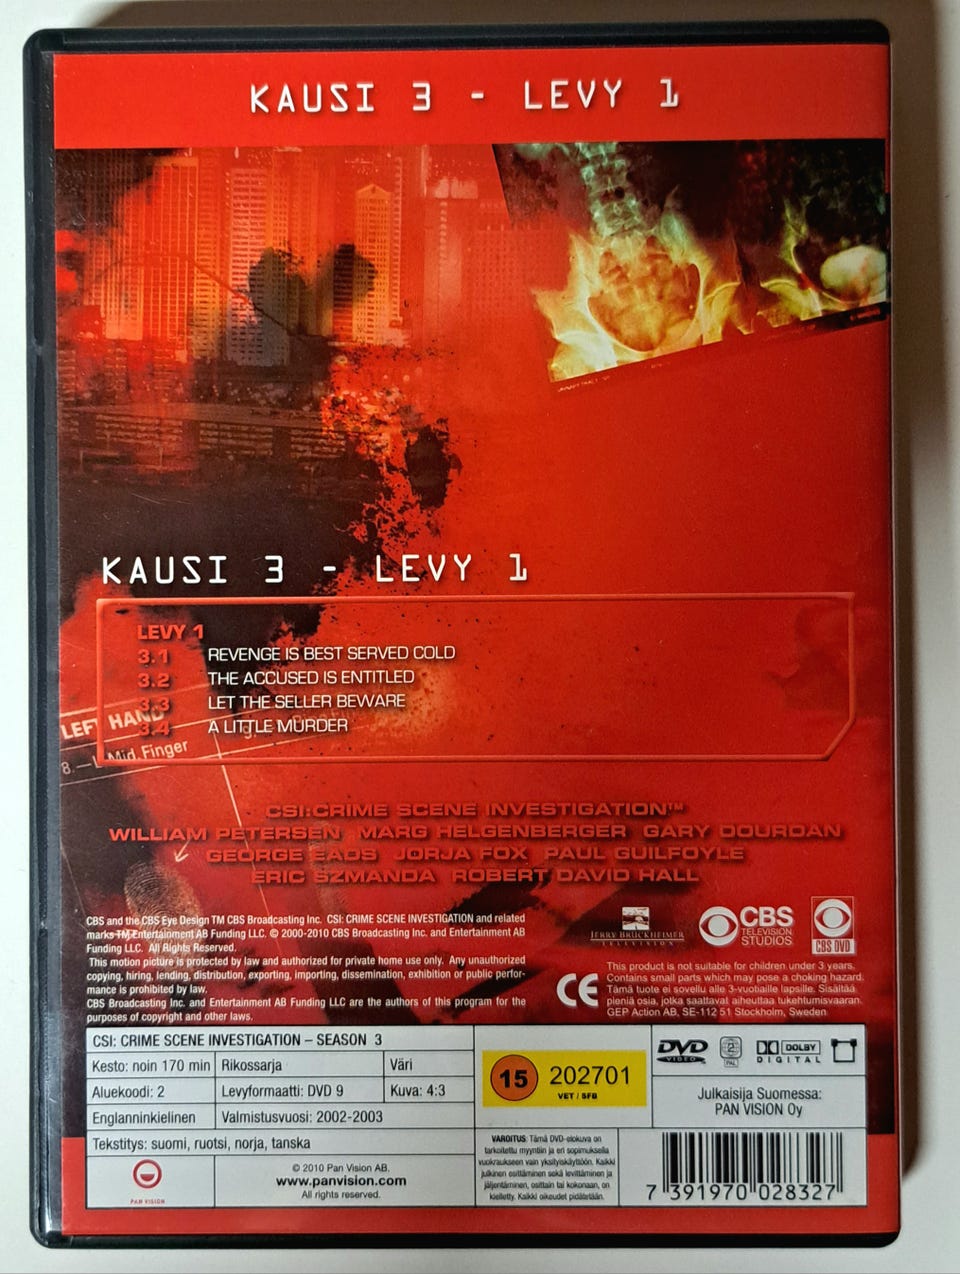 KAUSI 3 - LEVY 1
KAUSI 3 - LEVY 1
LEVY 1
3.1 REVENGE IS BEST SERVED COLD
3.2 THE ACCUSED IS ENTITLED
3.3 LET THE SELLER BEWARE
3.4 A LITTLE MURDER
LEFT HAND
Mid. Finger
8.—
9.
CSI:CRIME SCENE INVESTIGATION™
WILLIAM PETERSEN MARG HELGENBERGER GARY DOURDAN
GEORGE EADS JORJA FOX PAUL GUILFOYLE
ERIC SZMANDA ROBERT DAVID HALL
CBS and the CBS Eye Design TM CBS Broadcasting Inc. CSI: CRIME SCENE INVESTIGATION and related
marks TM Entertainment AB Funding LLC. © 2000-2010 CBS Broadcasting Inc. and Entertainment AB
Funding LLC. All Rights Reserved.
This motion picture is protected by law and authorized for private home use only. Any unauthorized
copying, hiring, lending, distribution, exporting, importing, dissemination, exhibition or public perfor-
mance is prohibited by law.
CBS Broadcasting Inc. and Entertainment AB Funding LLC are the authors of this program for the
purposes of copyright and other laws.
JERRY BRUCKHEIMER
TELEVISION
CBS
TELEVISION
STUDIOS
CBS DVD
CE
This product is not suitable for children under 3 years.
Contains small parts which may pose a choking hazard.
Tämä tuote ei sovellu alle 3-vuotiaille lapsille. Sisältää
pieniä osia, jotka saattavat aiheuttaa tukehtumisvaaran.
GEP Action AB, SE-112 51 Stockholm, Sweden
CSI: CRIME SCENE INVESTIGATION – SEASON 3
Kesto: noin 170 min Rikossarja Väri
Aluekoodi: 2 Levyformaatti: DVD 9 Kuva: 4:3
Englanninkielinen Valmistusvuosi: 2002-2003
Tekstitys: suomi, ruotsi, norja, tanska
PAN VISION
© 2010 Pan Vision AB.
www.panvision.com
All rights reserved.
15 202701
VET / SFB
DVD
VIDEO
2
PAL
DOLBY
DIGITAL
Julkaisija Suomessa:
PAN VISION Oy
VAROITUS: Tämä DVD-elokuva on
tarkoitettu myyntiin ja eri sopimuksella
vuokraukseen vain yksityiskäyttöön. Kaikki
julkinen esittäminen sekä levittäminen ja
jäljentäminen, osittain tai kokonaan, on
kielletty. Kaikki oikeudet pidätetään.
7 391970 028327